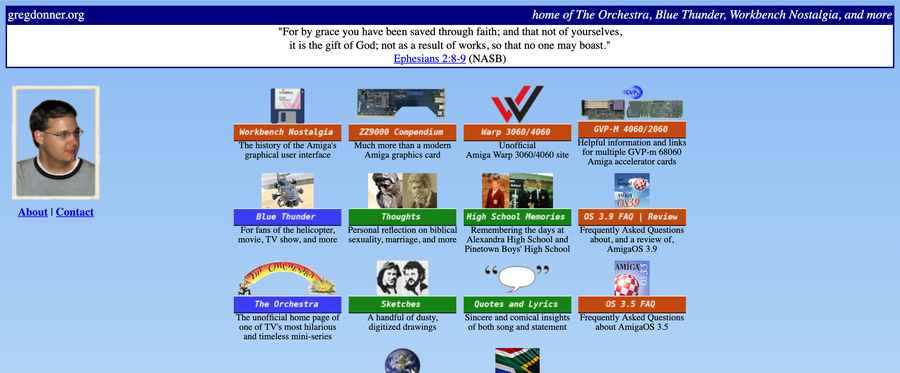 gregdonner.org
home of The Orchestra, Blue Thunder, Workbench Nostalgia, and more
"For by grace you have been saved through faith; and that not of yourselves,
it is the gift of God; not as a result of works, so that no one may boast."
Ephesians 2:8-9 (NASB)
About | Contact
Workbench Nostalgia
The history of the Amiga's
graphical user interface
ZZ9000 Compendium
Much more than a modern
Amiga graphics card
Warp 3060/4060
Unofficial
Amiga Warp 3060/4060 site
GVP
GVP-M 4060/2060
Helpful information and links
for multiple GVP-m 68060
Amiga accelerator cards
Blue Thunder
For fans of the helicopter,
movie, TV show, and more
Thoughts
Personal reflection on biblical
sexuality, marriage, and more
High School Memories
Remembering the days at
Alexandra High School and
Pinetown Boys' High School
AMIGA
OS39
OS 3.9 FAQ | Review
Frequently Asked Questions
about, and a review of,
AmigaOS 3.9
The Orchestra
The Orchestra
The unofficial home page of
one of TV's most hilarious
and timeless mini-series
Sketches
A handful of dusty,
digitized drawings
Quotes and Lyrics
Sincere and comical insights
of both song and statement
AMIGA
OS3.5
OS 3.5 FAQ
Frequently Asked Questions
about AmigaOS 3.5